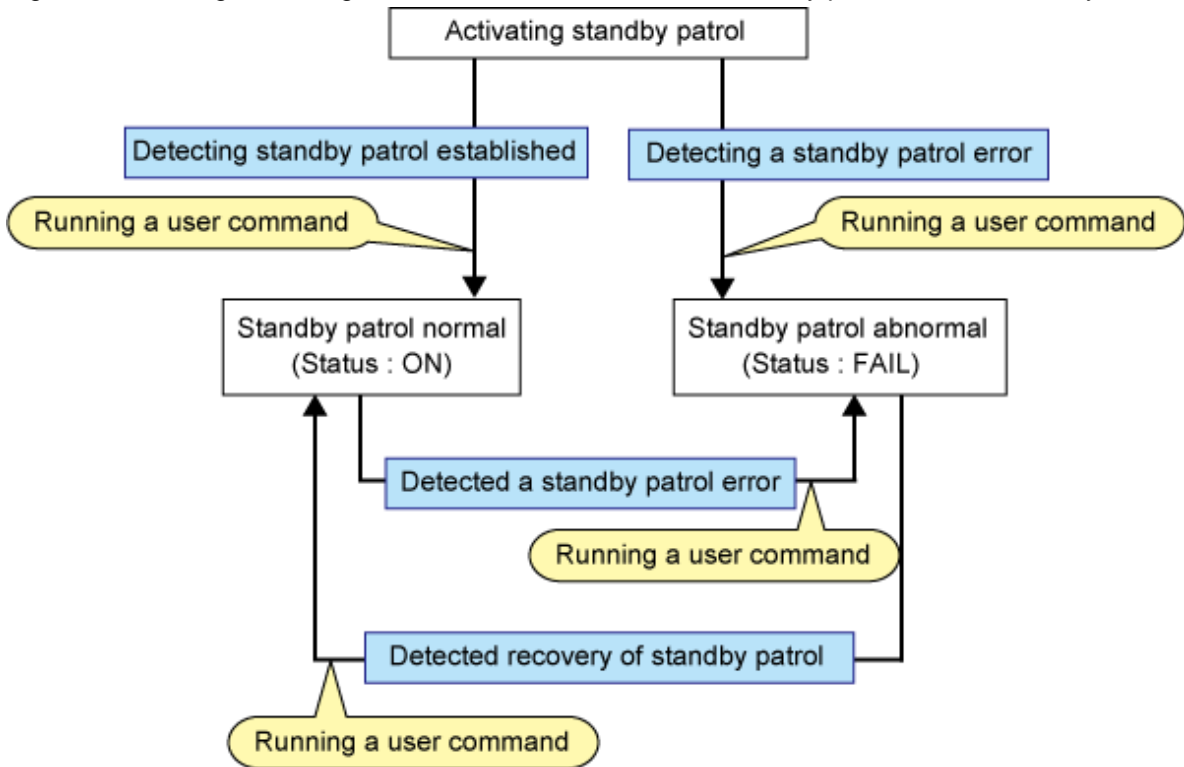 Activating standby patrol
Detecting standby patrol established
Detecting a standby patrol error
Running a user command
Running a user command
Standby patrol normal
(Status : ON)
Standby patrol abnormal
(Status : FAIL)
Detected a standby patrol error
Running a user command
Detected recovery of standby patrol
Running a user command